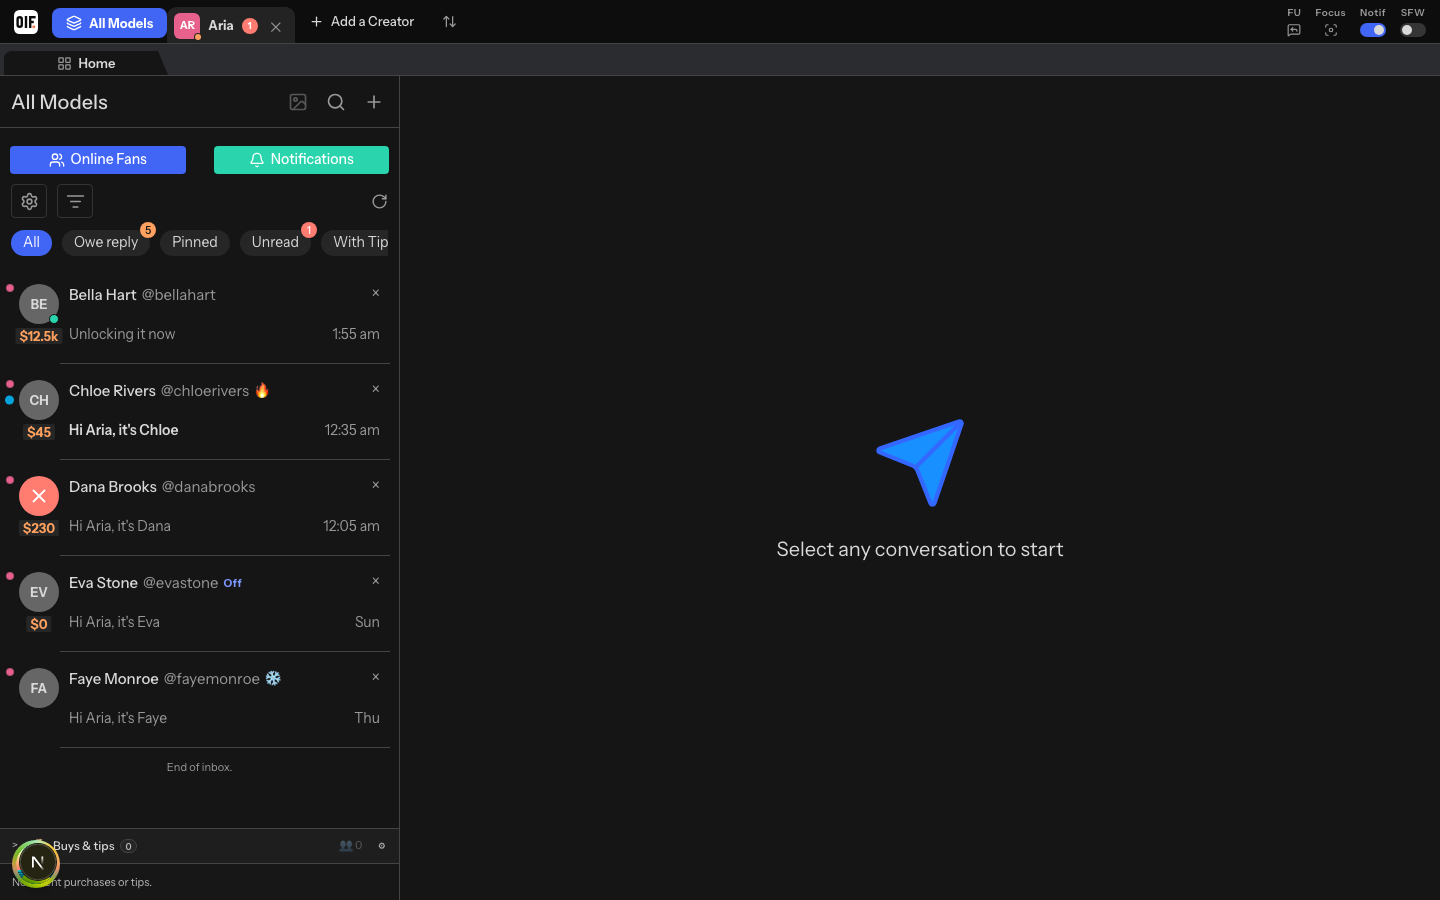 OIF All Models AR Aria 1 Add a Creator FU Focus Notif SFW
Home
All Models
Online Fans Notifications
All Owe reply 5 Pinned Unread 1 With Tip
BE Bella Hart @bellahart ×
$12.5k Unlocking it now 1:55 am
CH Chloe Rivers @chloerivers 🔥 ×
$45 Hi Aria, it's Chloe 12:35 am
Dana Brooks @danabrooks ×
$230 Hi Aria, it's Dana 12:05 am
EV Eva Stone @evastone Off ×
$0 Hi Aria, it's Eva Sun
FA Faye Monroe @fayemonroe ❄️ ×
Hi Aria, it's Faye Thu
End of inbox.
Select any conversation to start
Buys & tips 0 👥 0
N
purchases or tips.